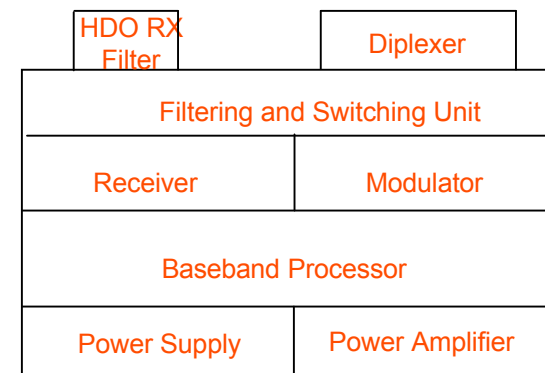 HDO RX
Filter
Diplexer
Filtering and Switching Unit
Receiver
Modulator
Baseband Processor
Power Supply
Power Amplifier